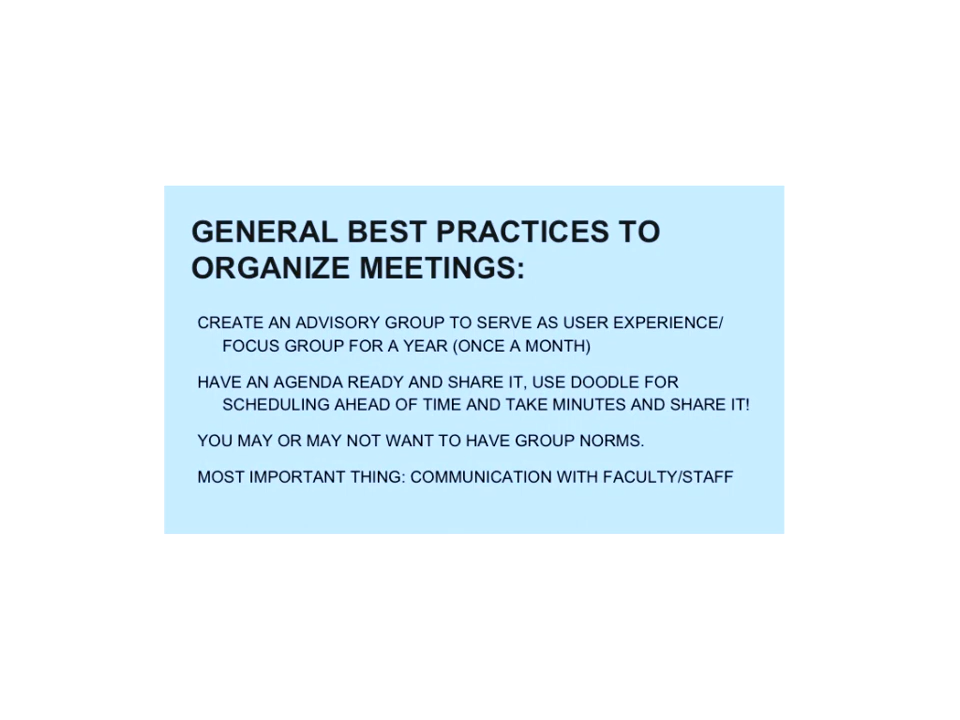 GENERAL BEST PRACTICES TO
ORGANIZE MEETINGS:
CREATE AN ADVISORY GROUP TO SERVE AS USER EXPERIENCE/
FOCUS GROUP FOR A YEAR (ONCE A MONTH)
HAVE AN AGENDA READY AND SHARE IT, USE DOODLE FOR
SCHEDULING AHEAD OF TIME AND TAKE MINUTES AND SHARE IT!
YOU MAY OR MAY NOT WANT TO HAVE GROUP NORMS.
MOST IMPORTANT THING: COMMUNICATION WITH FACULTY/STAFF